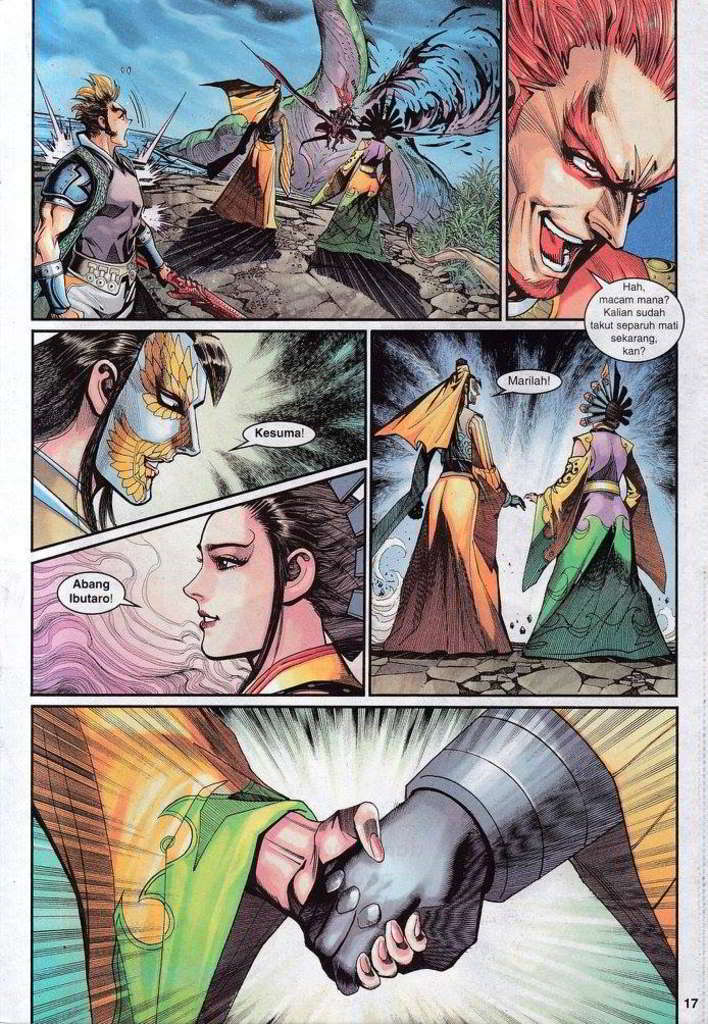 Hah,
macam mana?
Kalian sudah
takut separuh mati
sekarang,
kan?
Kesuma!
Marilah!
Abang
Ibutaro!
17